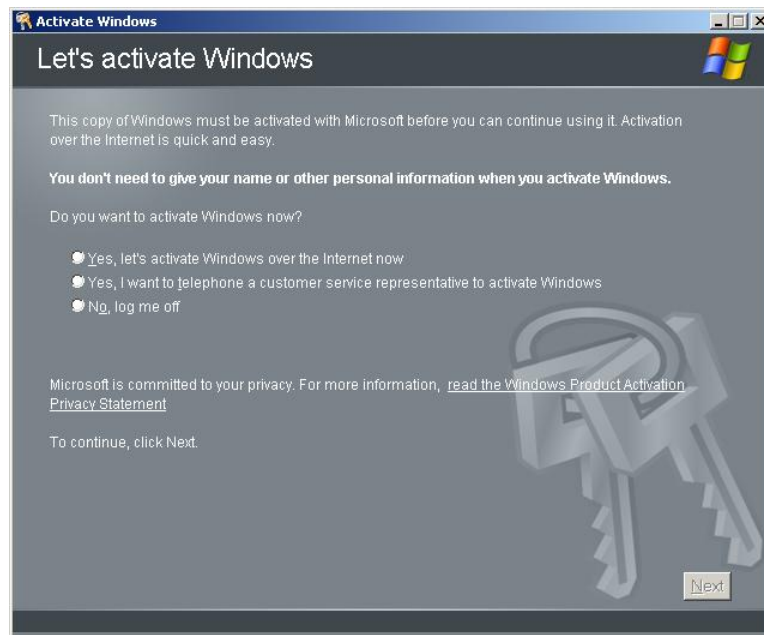 Activate Windows
Let's activate Windows
This copy of Windows must be activated with Microsoft before you can continue using it. Activation
over the Internet is quick and easy.
You don't need to give your name or other personal information when you activate Windows.
Do you want to activate Windows now?
Yes, let's activate Windows over the Internet now
Yes, I want to telephone a customer service representative to activate Windows
No, log me off
Microsoft is committed to your privacy. For more information, read the Windows Product Activation
Privacy Statement
To continue, click Next.
Next